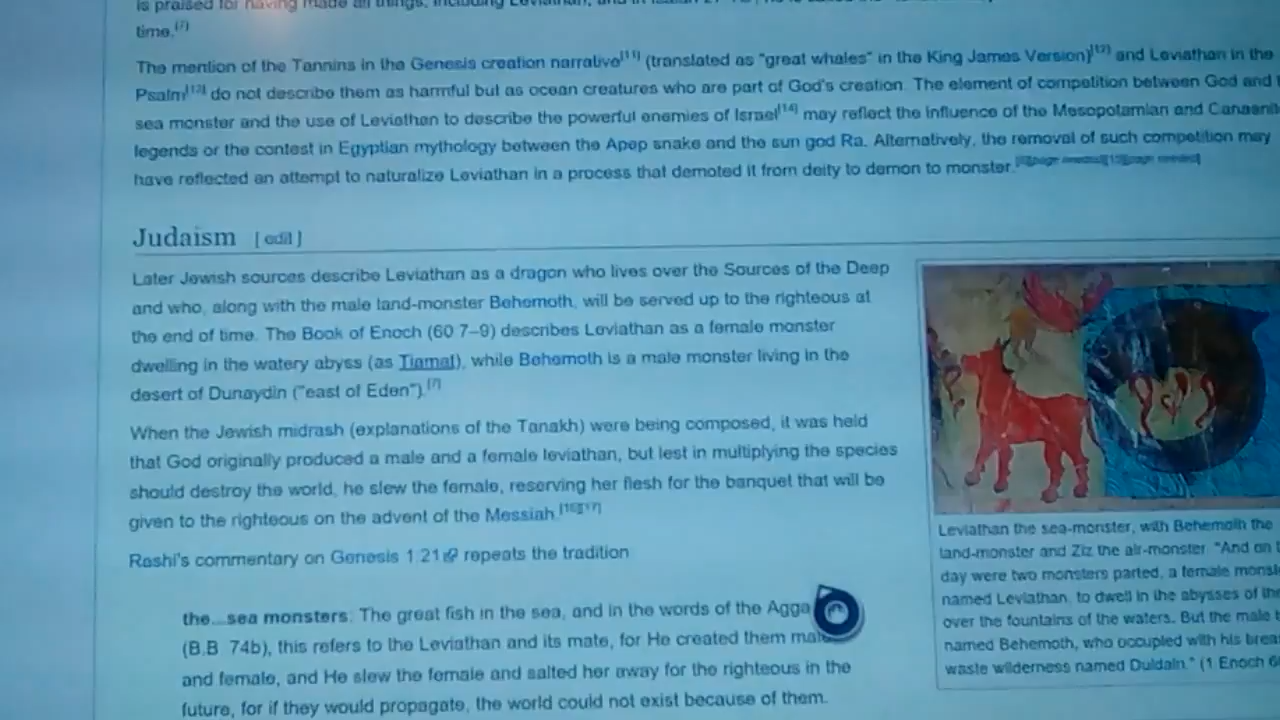 time.[7]
The mention of the Tannins in the Genesis creation narrative[11] (translated as "great whales" in the King James Version)[12] and Leviathan in the
Psalm[13] do not describe them as harmful but as ocean creatures who are part of God's creation. The element of competition between God and
sea monster and the use of Leviathan to describe the powerful enemies of Israel[14] may reflect the influence of the Mesopotamian and
legends or the contest in Egyptian mythology between the Apep snake and the sun god Ra. Alternatively, the removal of such competition may
have reflected an attempt to naturalize Leviathan in a process that demoted it from deity to demon to monster.
Judaism [edit]
Later Jewish sources describe Leviathan as a dragon who lives over the Sources of the Deep
and who, along with the male land-monster Behemoth, will be served up to the righteous at
the end of time. The Book of Enoch (60 7–9) describes Leviathan as a female monster
dwelling in the watery abyss (as Tiamat), while Behemoth is a male monster living in the
desert of Dunaydin ("east of Eden").[7]
When the Jewish midrash (explanations of the Tanakh) were being composed, it was held
that God originally produced a male and a female leviathan, but lest in multiplying the species
should destroy the world, he slew the female, reserving her flesh for the banquet that will be
given to the righteous on the advent of the Messiah.[16][17]
Rashi's commentary on Genesis 1:21 repeats the tradition
the...sea monsters: The great fish in the sea, and in the words of the Agga
(B.B. 74b), this refers to the Leviathan and its mate, for He created them male
and female, and He slew the female and salted her away for the righteous in the
future, for if they would propagate, the world could not exist because of them.
Leviathan the sea-monster, with Behemoth the
land-monster and Ziz the air-monster. "And on
day were two monsters parted, a female
named Leviathan, to dwell in the abysses of the
over the fountains of the waters. But the male
named Behemoth, who occupied with his
waste wilderness named Duidain." (1 Enoch